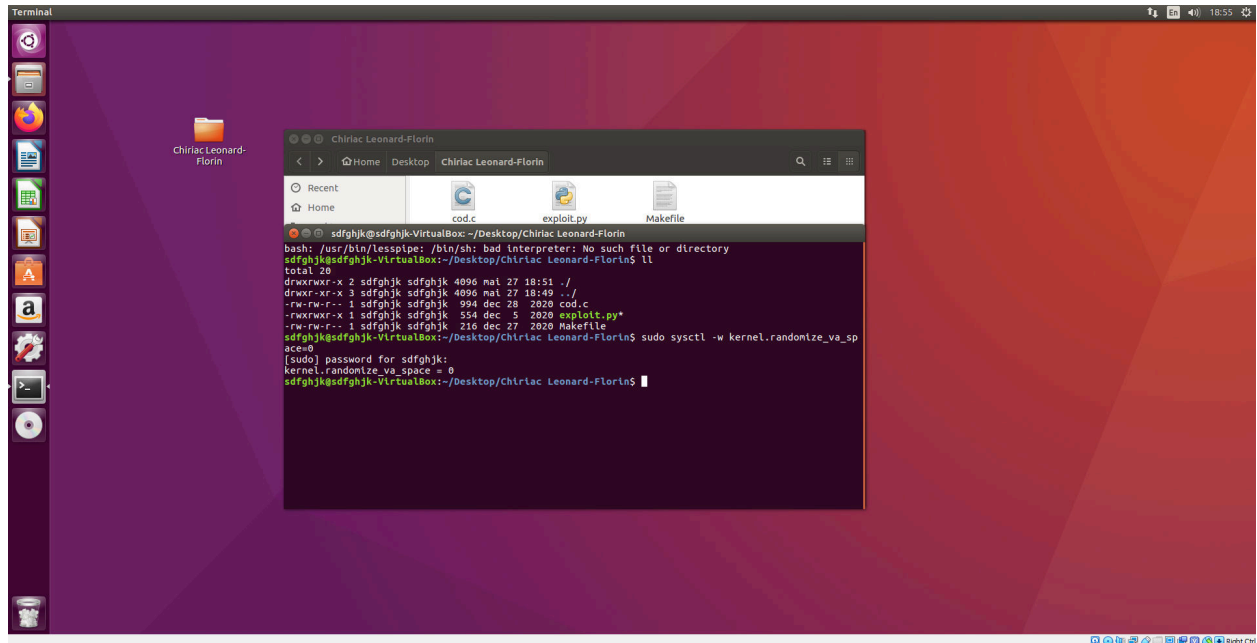 Terminal
En
18:55
Chiriac Leonard-
Florin
Chiriac Leonard-Florin
Home Desktop Chiriac Leonard-Florin
Recent
Home
cod.c exploit.py Makefile
sdfghjk@sdfghjk-VirtualBox: ~/Desktop/Chiriac Leonard-Florin
bash: /usr/bin/lesspipe: /bin/sh: bad interpreter: No such file or directory
sdfghjk@sdfghjk-VirtualBox:~/Desktop/Chiriac Leonard-Florin$ ll
total 20
drwxrwxr-x 2 sdfghjk sdfghjk 4096 mai 27 18:51 ./
drwxr-xr-x 3 sdfghjk sdfghjk 4096 mai 27 18:49 ../
-rw-rw-r-- 1 sdfghjk sdfghjk  994 dec 28  2020 cod.c
-rwxrwxr-x 1 sdfghjk sdfghjk  554 dec  5  2020 exploit.py*
-rw-rw-r-- 1 sdfghjk sdfghjk  216 dec 27  2020 Makefile
sdfghjk@sdfghjk-VirtualBox:~/Desktop/Chiriac Leonard-Florin$ sudo sysctl -w kernel.randomize_va_sp
ace=0
[sudo] password for sdfghjk:
kernel.randomize_va_space = 0
sdfghjk@sdfghjk-VirtualBox:~/Desktop/Chiriac Leonard-Florin$
Right Ctrl